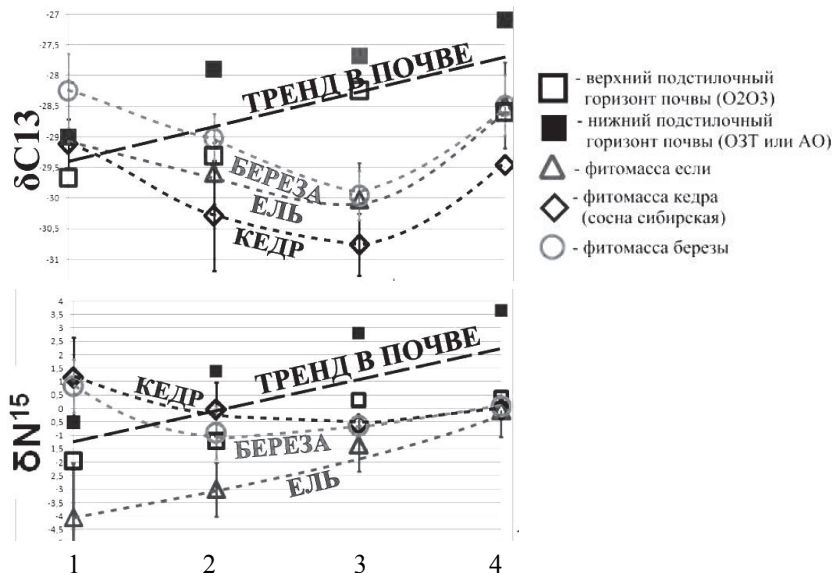 -27
-27,5
-28
-28,5
-29
-29,5
-30
-30,5
-31
δC13
ТРЕНД В ПОЧВЕ
БЕРЕЗА
ЕЛЬ
КЕДР
- верхний подстилочный
горизонт почвы (О2О3)
- нижний подстилочный
горизонт почвы (ОЗТ или АО)
- фитомасса если
- фитомасса кедра
(сосна сибирская)
- фитомасса березы
4
3,5
3
2,5
2
1,5
1
0,5
0
-0,5
-1
-1,5
-2
-2,5
-3
-3,5
-4
-4,5
δN15
ТРЕНД В ПОЧВЕ
КЕДР
БЕРЕЗА
ЕЛЬ
1 2 3 4